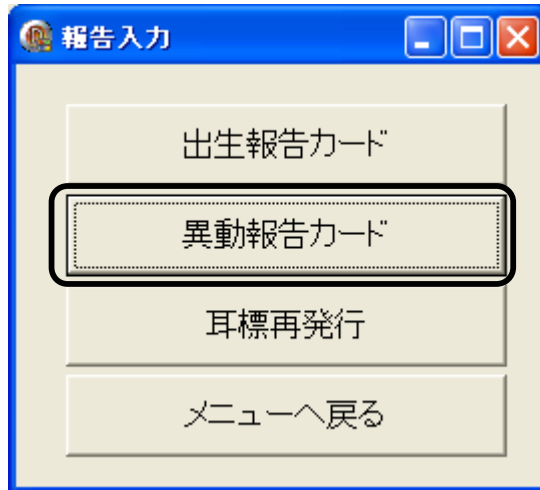 報告入力
出生報告カード
異動報告カード
耳標再発行
メニューへ戻る